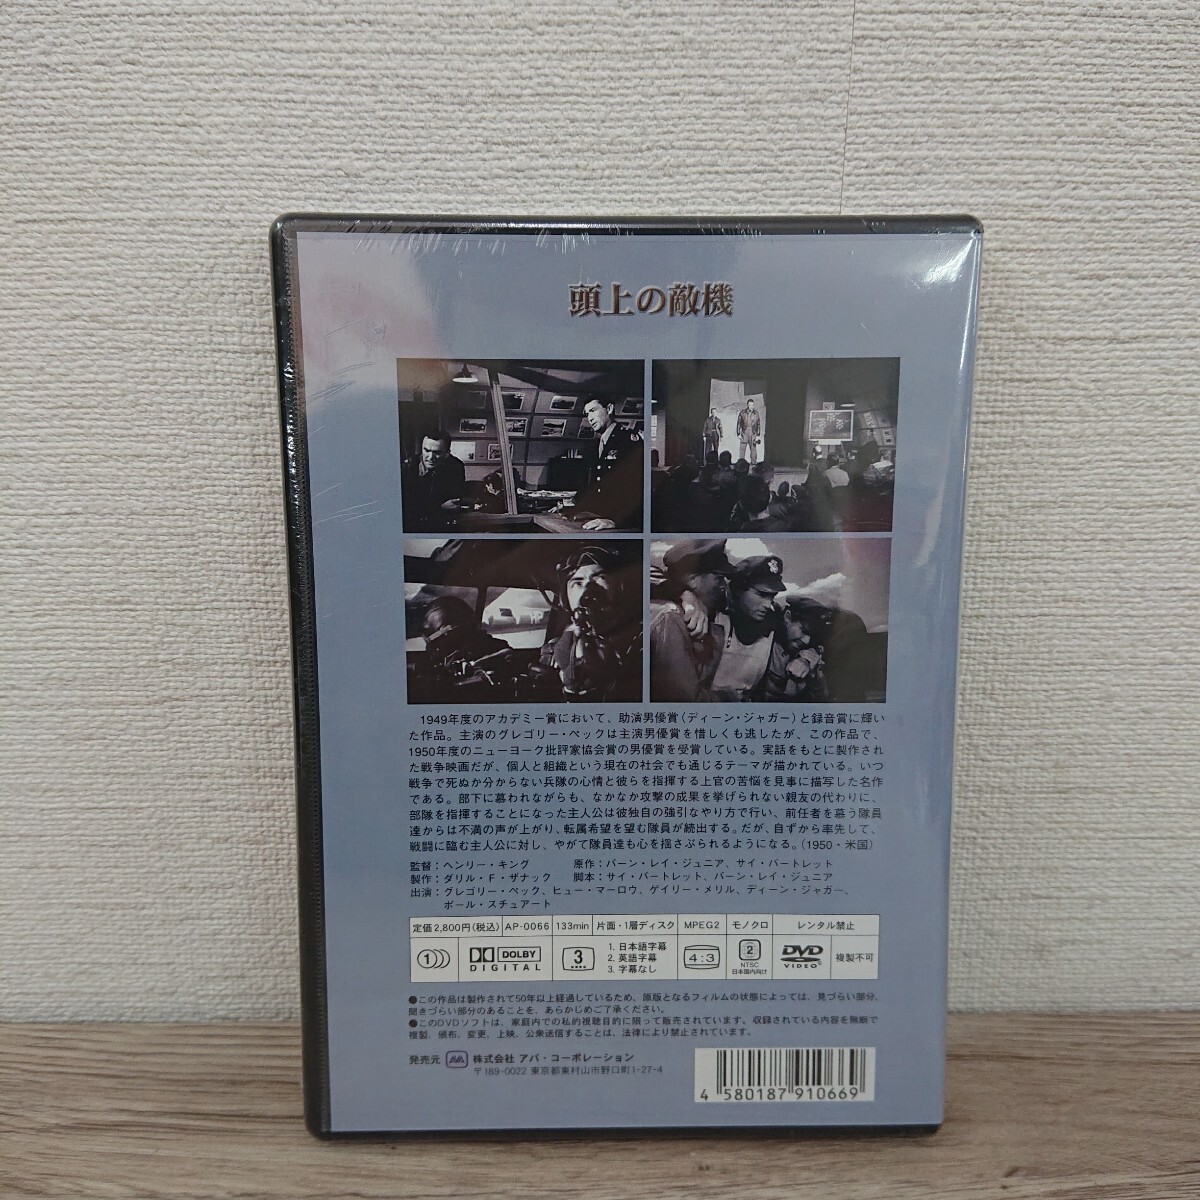 頭上の敵機
1949年度のアカデミー賞において、助演男優賞(ディーン・ジャガー)と録音賞に輝い
た作品。主演のグレゴリー・ペックは主演男優賞を惜しくも逃したが、この作品で、
1950年度のニューヨーク批評家協会賞の男優賞を受賞している。実話をもとに製作され
た戦争映画だが、個人と組織という現在の社会でも通じるテーマが描かれている。いつ
戦争で死ぬか分からない兵隊の心情と彼らを指揮する上官の苦悩を見事に描写した名作
である。部下に慕われながらも、なかなか攻撃の成果を挙げられない親友の代わりに、
部隊を指揮することになった主人公は彼独自の強引なやり方で行い、前任者を慕う隊員
達からは不満の声が上がり、転属希望を望む隊員が続出する。だが、自ずから率先して、
戦闘に臨む主人公に対し、やがて隊員達も心を揺さぶられるようになる。(1950・米国)
監督:ヘンリー・キング 原作:バーン・レイ・ジュニア、サイ・バートレット
製作:ダリル・F・ザナック 脚本:サイ・バートレット、バーン・レイ・ジュニア
出演:グレゴリー・ペック、ヒュー・マーロウ、ゲイリー・メリル、ディーン・ジャガー、
ポール・スチュアート
定価2,800円(税込) AP-0066 133min 片面・1層ディスク MPEG2 モノクロ レンタル禁止
1 DOLBY DIGITAL 3 1. 日本語字幕 2. 英語字幕 3. 字幕なし 4:3 2 NTSC 日本国内向け DVD VIDEO 複製不可
●この作品は製作されて50年以上経過しているため、原版となるフィルムの状態によっては、見づらい部分、
聞きづらい部分のあることを、あらかじめご了承ください。
●このDVDソフトは、家庭内での私的視聴目的に限って販売されています。収録されている内容を無断で
複製、頒布、変更、上映、公衆送信することは、法律により禁止されています。
発売元 AVA 株式会社 アバ・コーポレーション
〒189-0022 東京都東村山市野口町1-27-4
4 580187 910669